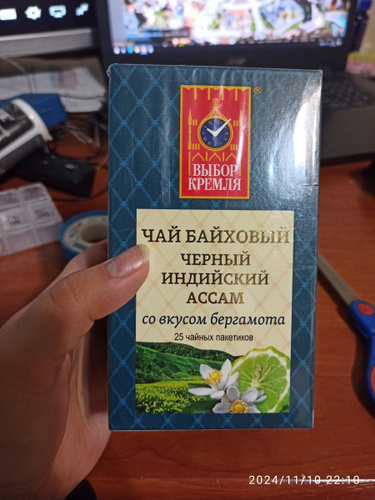 ®
ВЫБОР
КРЕМЛЯ
ЧАЙ БАЙХОВЫЙ
ЧЕРНЫЙ
ИНДИЙСКИЙ
АССАМ
со вкусом бергамота
25 чайных пакетиков
2024/11/10 22:10